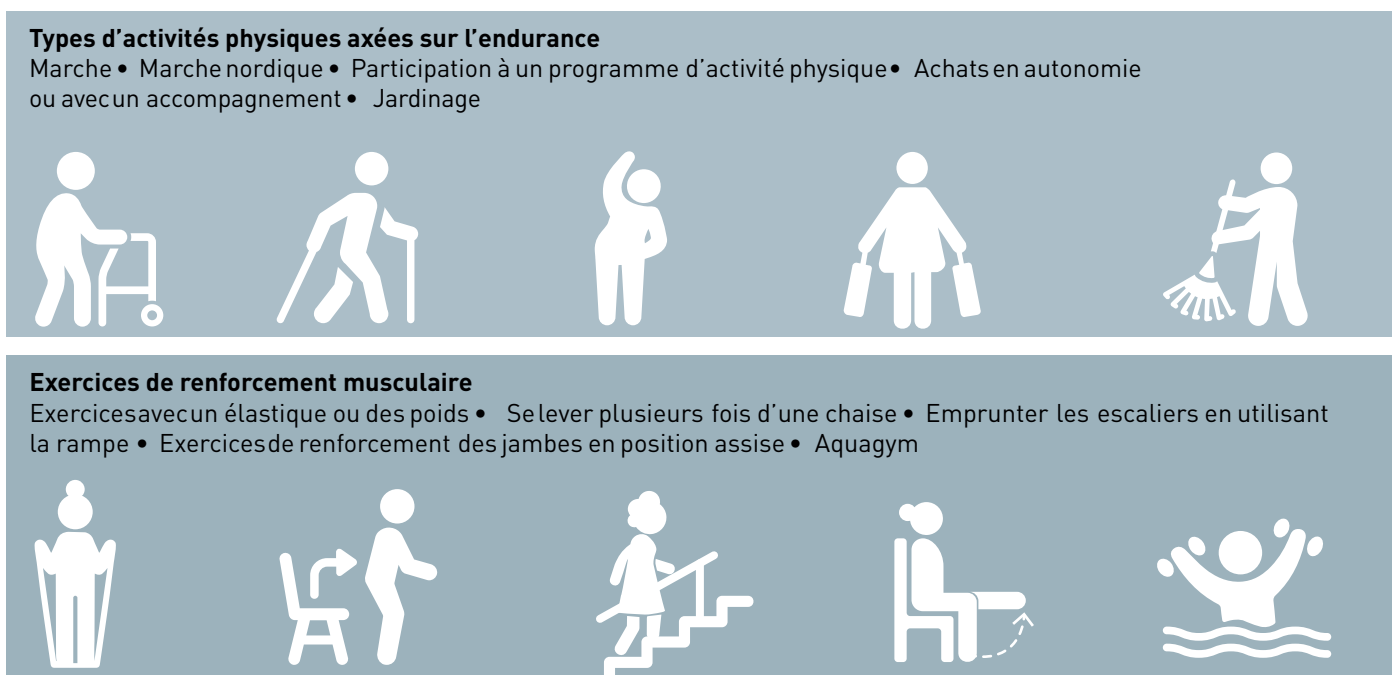 Types d’activités physiques axées sur l’endurance
Marche • Marche nordique • Participation à un programme d’activité physique • Achats en autonomie
ou avec un accompagnement • Jardinage
Exercices de renforcement musculaire
Exercices avec un élastique ou des poids • Se lever plusieurs fois d’une chaise • Emprunter les escaliers en utilisant
la rampe • Exercices de renforcement des jambes en position assise • Aquagym